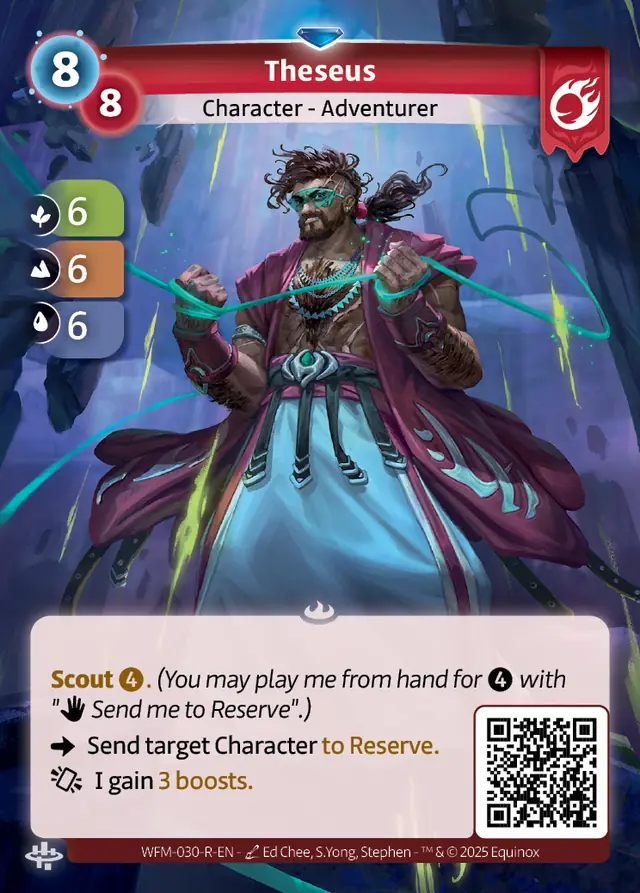 8
Theseus
8
Character - Adventurer
6
6
6
Scout 4. (You may play me from hand for 4 with
" Send me to Reserve".)
Send target Character to Reserve.
I gain 3 boosts.
WFM-030-R-EN - Ed Chee, S.Yong, Stephen - ™ & © 2025 Equinox